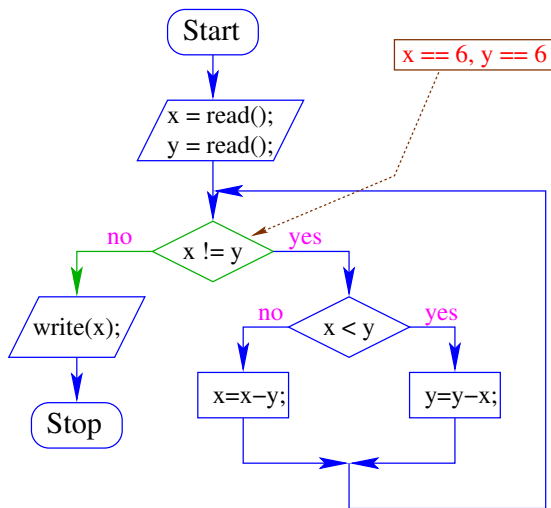 Start
x == 6, y == 6
x = read();
y = read();
no
yes
x != y
no
yes
write(x);
x < y
x=x−y;
y=y−x;
Stop